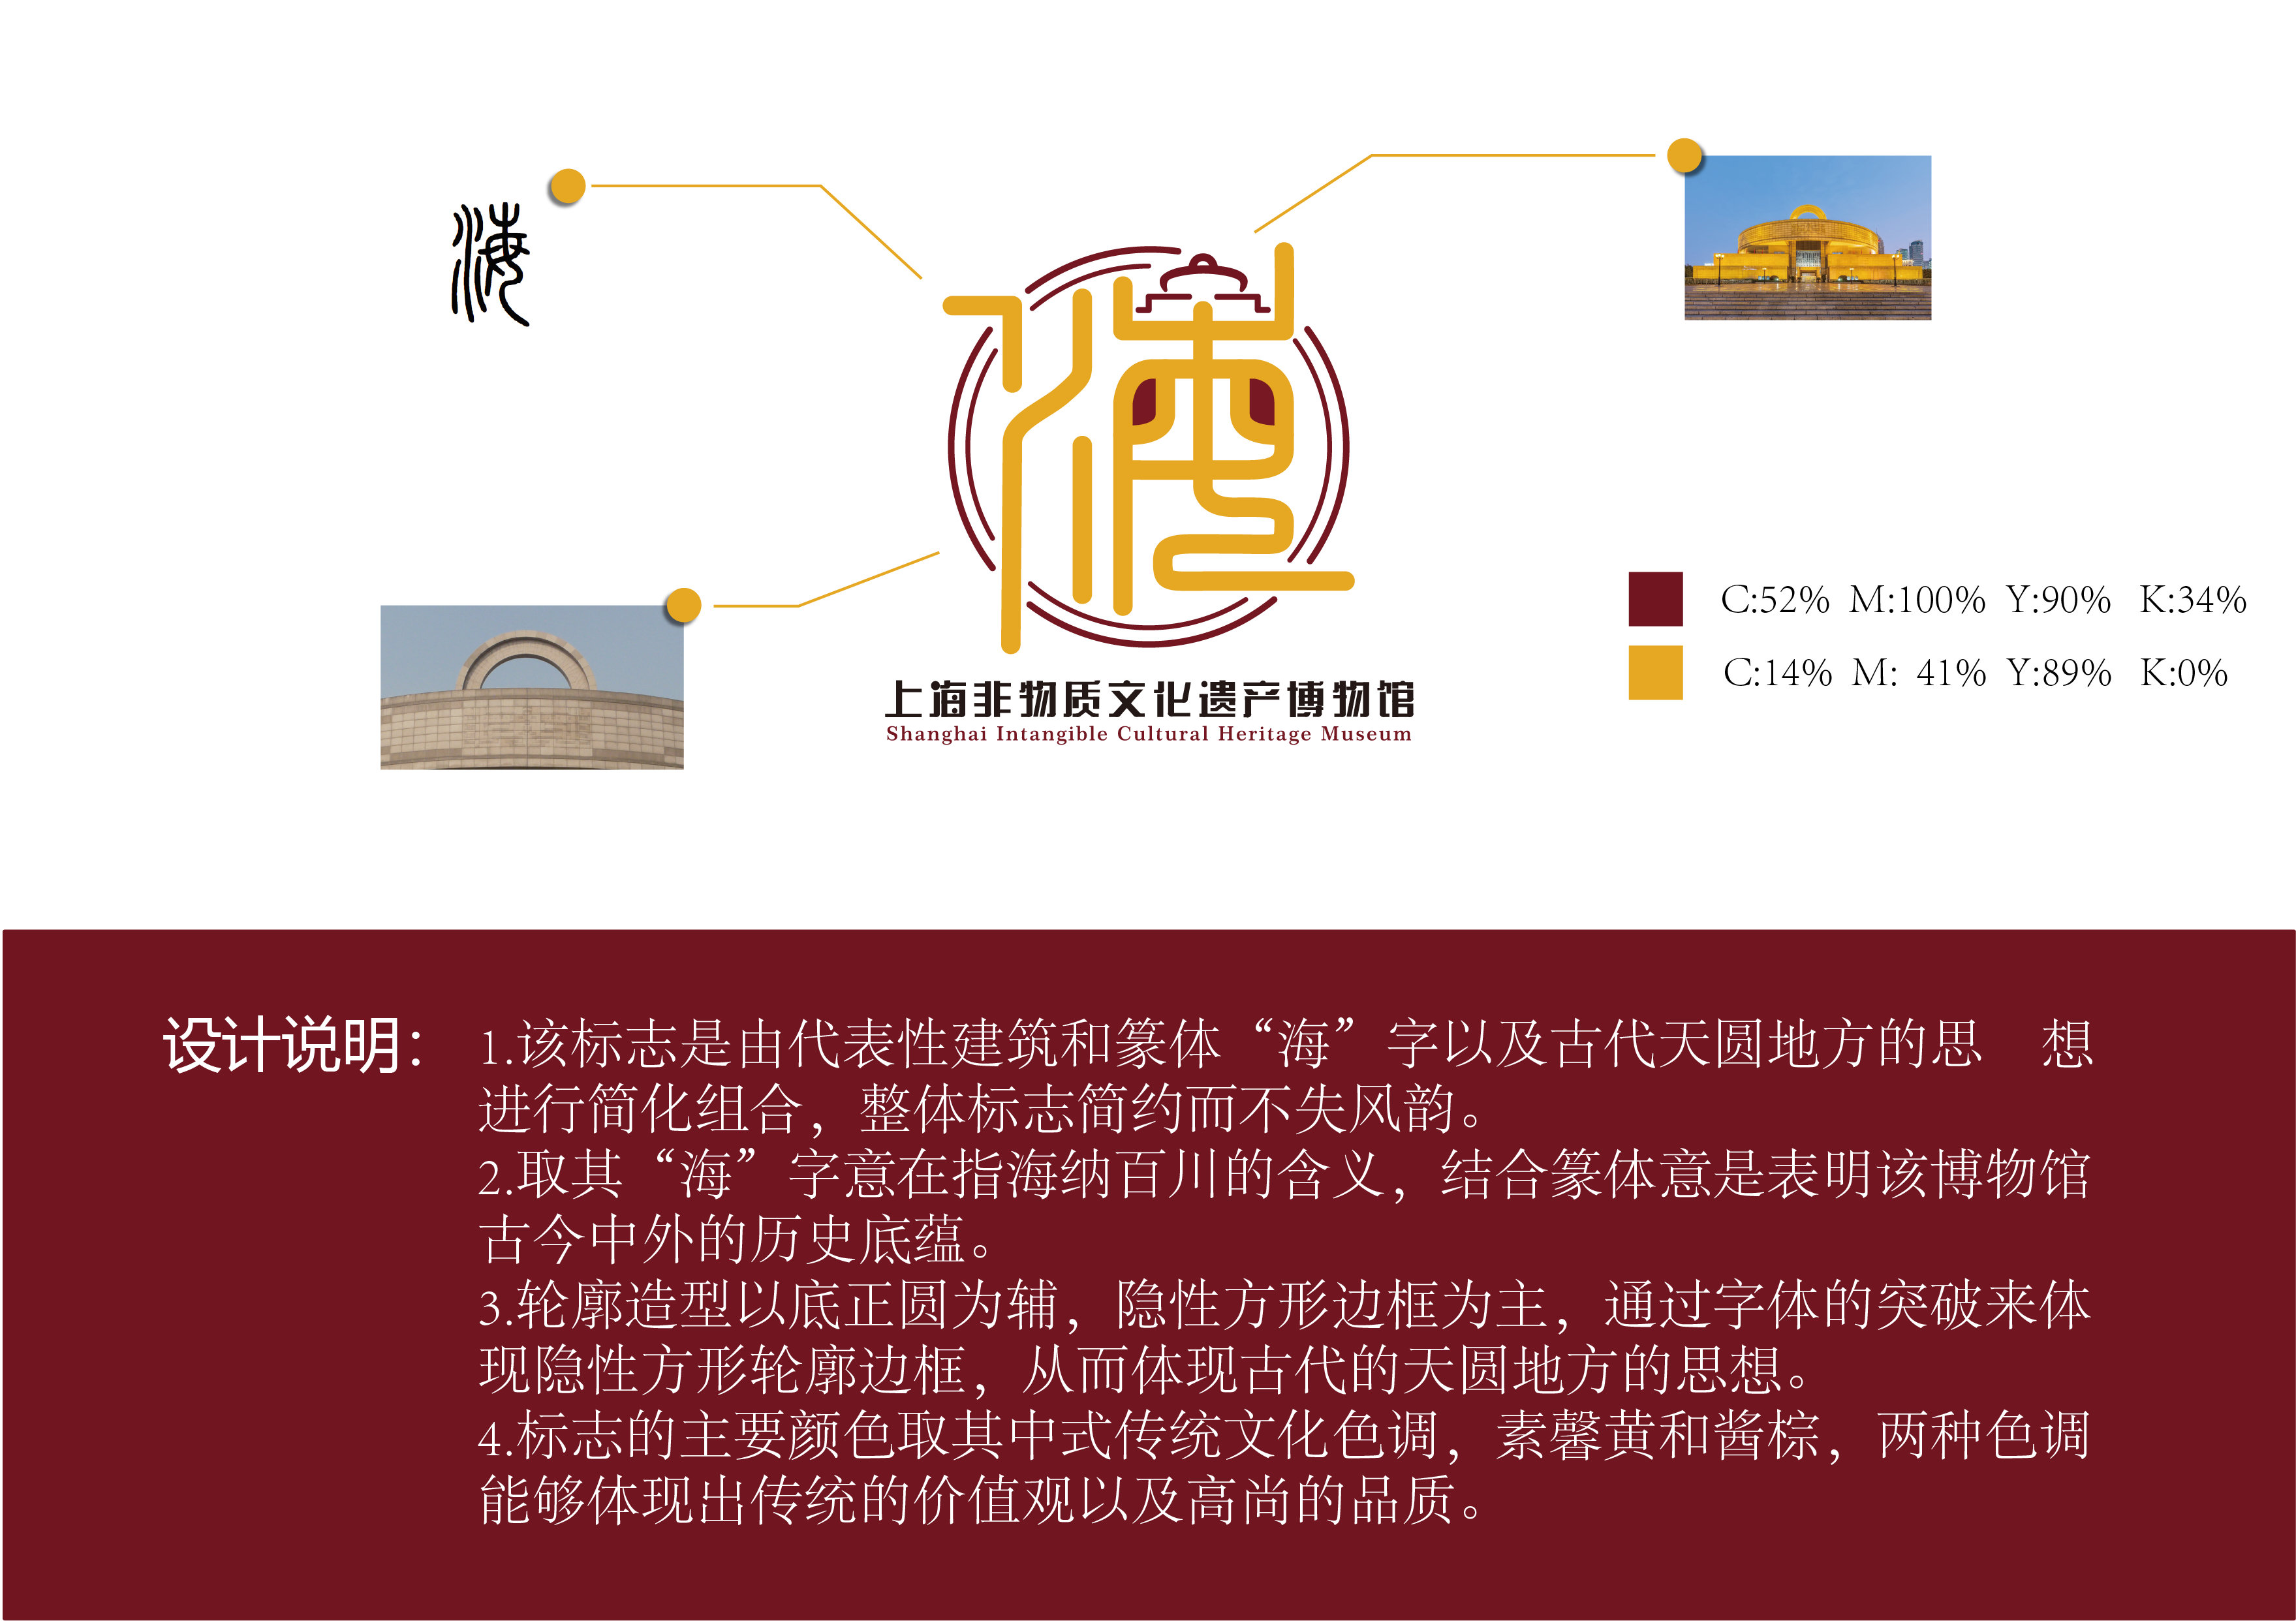 海
上海非物质文化遗产博物馆
Shanghai Intangible Cultural Heritage Museum
C:52% M:100% Y:90% K:34%
C:14% M: 41% Y:89% K:0%
设计说明：
1.该标志是由代表性建筑和篆体“海”字以及古代天圆地方的思 想
进行简化组合，整体标志简约而不失风韵。
2.取其“海”字意在指海纳百川的含义，结合篆体意是表明该博物馆
古今中外的历史底蕴。
3.轮廓造型以底正圆为辅，隐性方形边框为主，通过字体的突破来体
现隐性方形轮廓边框，从而体现古代的天圆地方的思想。
4.标志的主要颜色取其中式传统文化色调，素馨黄和酱棕，两种色调
能够体现出传统的价值观以及高尚的品质。